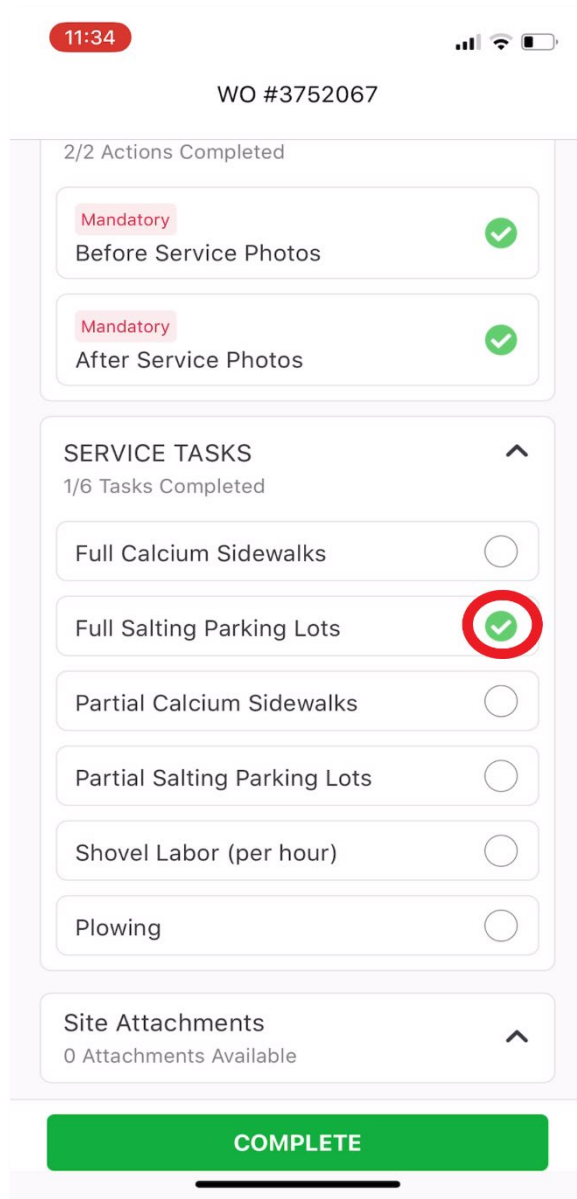 11:34
WO #3752067
2/2 Actions Completed
Mandatory
Before Service Photos
Mandatory
After Service Photos
SERVICE TASKS
1/6 Tasks Completed
Full Calcium Sidewalks
Full Salting Parking Lots
Partial Calcium Sidewalks
Partial Salting Parking Lots
Shovel Labor (per hour)
Plowing
Site Attachments
0 Attachments Available
COMPLETE